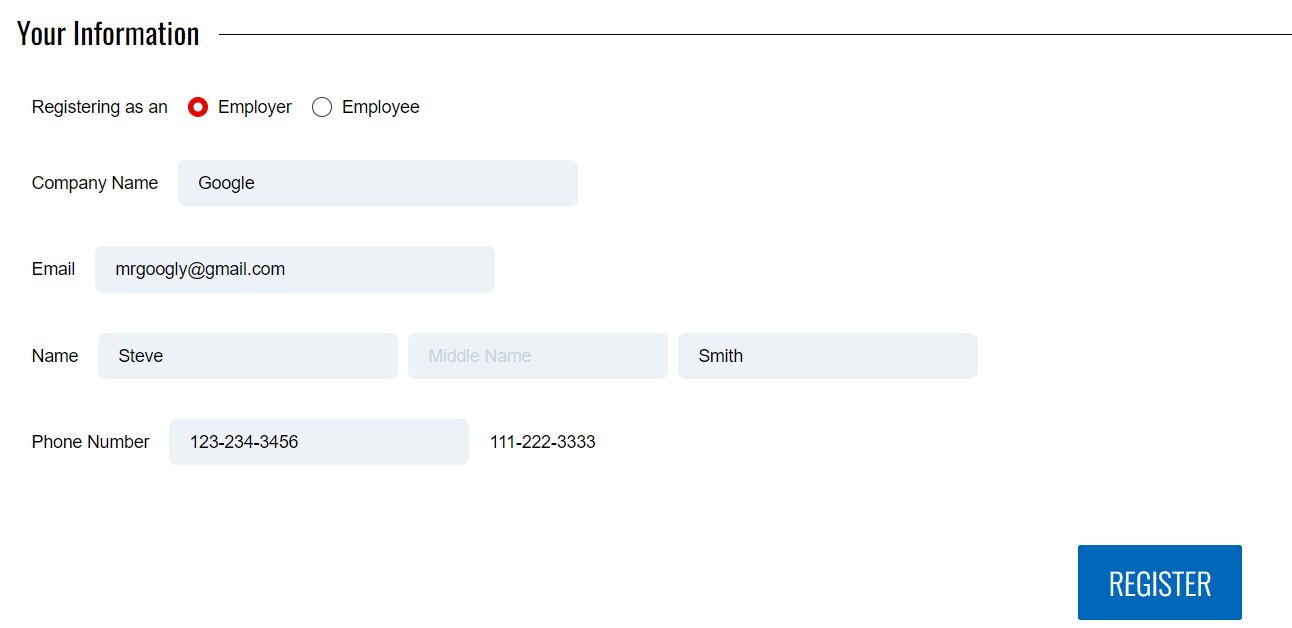 Your Information
Registering as an Employer Employee
Company Name Google
Email mrgoogly@gmail.com
Name Steve Middle Name Smith
Phone Number 123-234-3456 111-222-3333
REGISTER